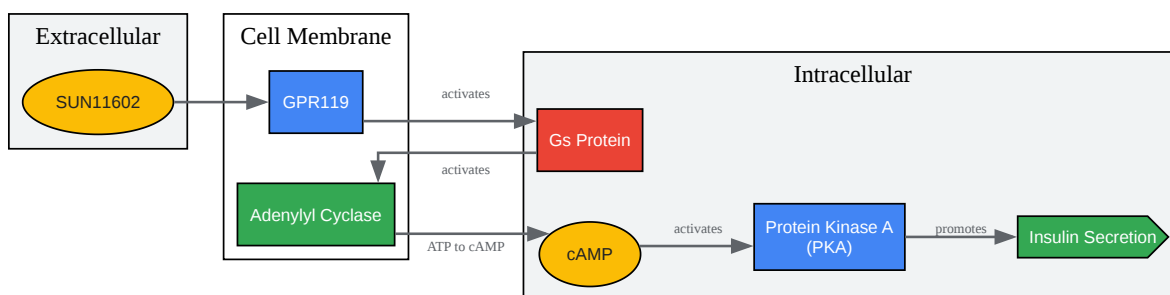 Extracellular
SUN11602
Cell Membrane
GPR119
activates
Intracellular
Gs Protein
activates
Adenylyl Cyclase
ATP to cAMP
cAMP
activates
Protein Kinase A
(PKA)
promotes
Insulin Secretion